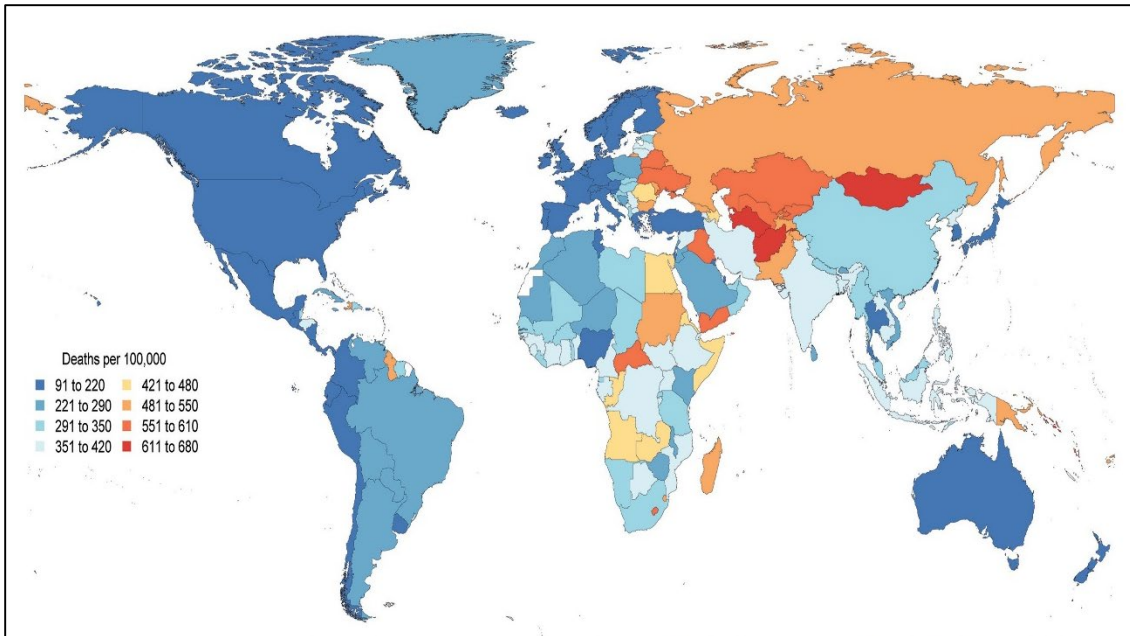 Deaths per 100,000
91 to 220 421 to 480
221 to 290 481 to 550
291 to 350 551 to 610
351 to 420 611 to 680